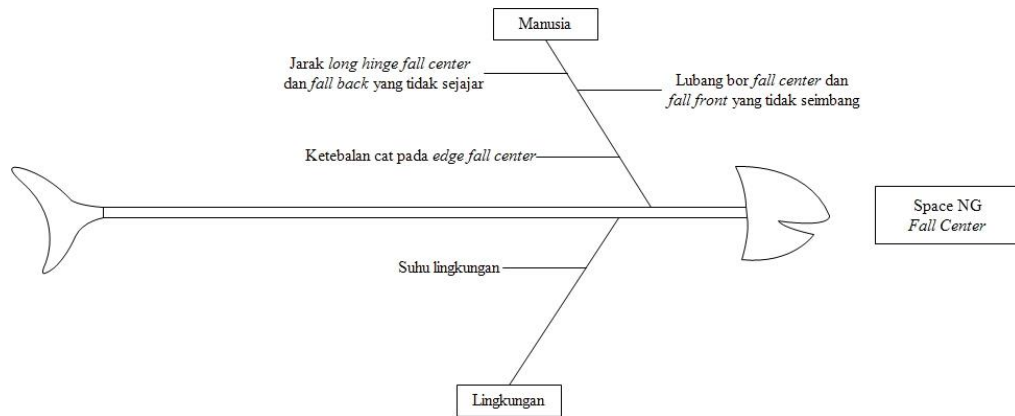 Manusia
Jarak long hinge fall center
dan fall back yang tidak sejajar
Lubang bor fall center dan
fall front yang tidak seimbang
Ketebalan cat pada edge fall center
Space NG
Fall Center
Suhu lingkungan
Lingkungan